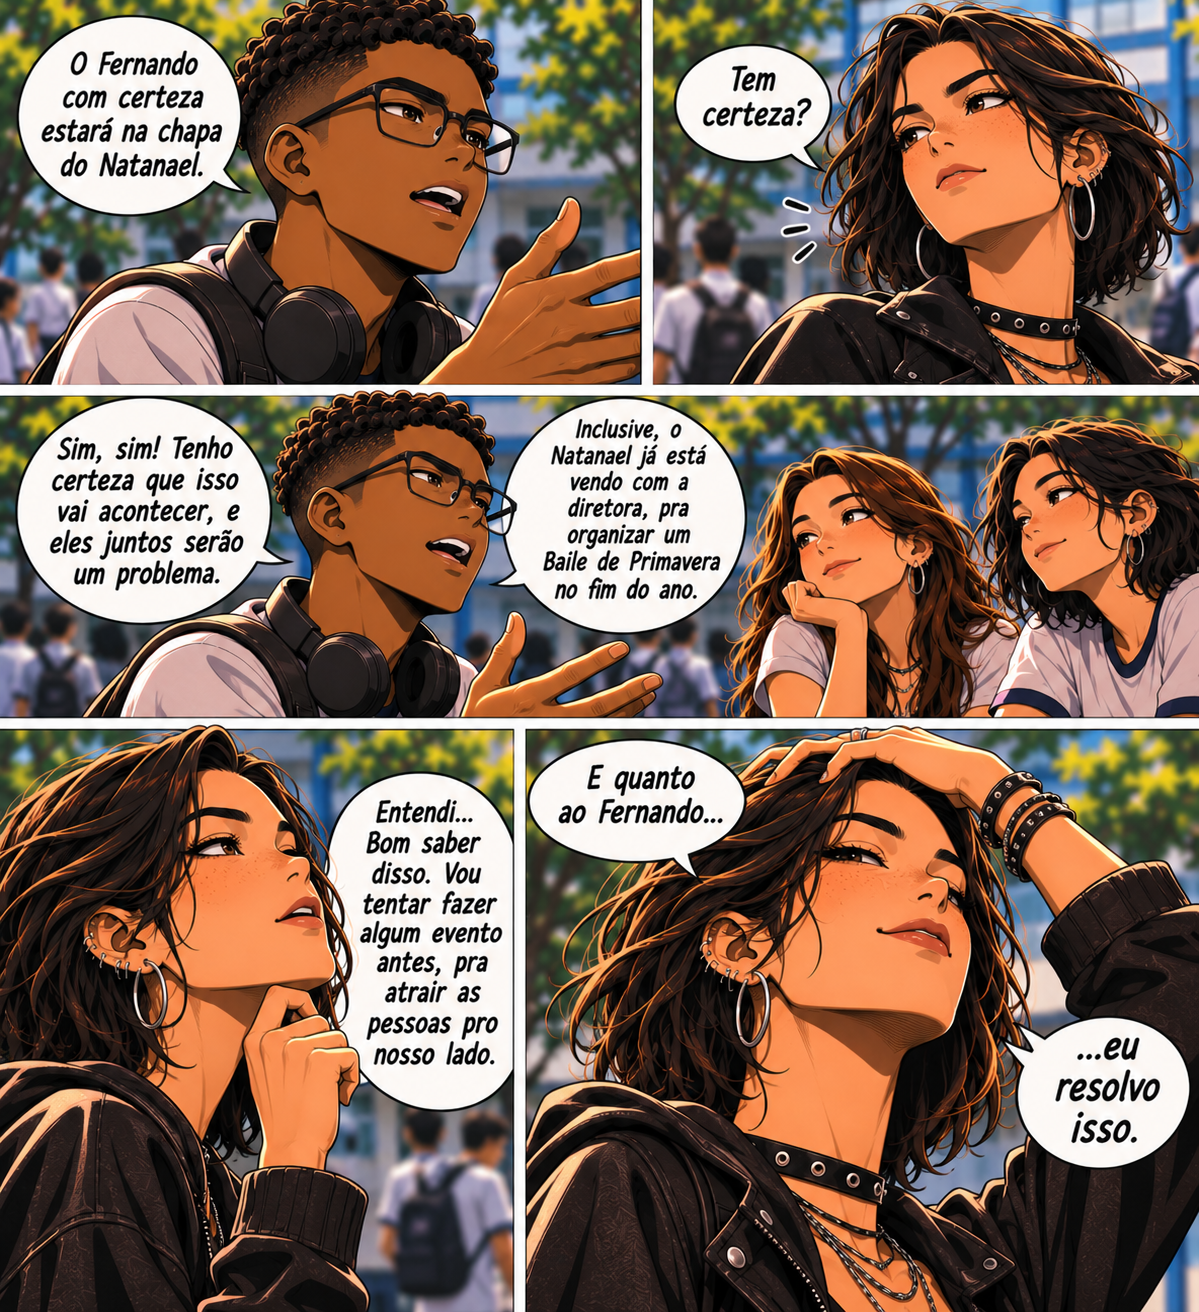 O Fernando
com certeza
estará na chapa
do Natanael.
Tem
certeza?
Sim, sim! Tenho
certeza que isso
vai acontecer, e
eles juntos serão
um problema.
Inclusive, o
Natanael já está
vendo com a
diretora, pra
organizar um
Baile de Primavera
no fim do ano.
Entendi...
Bom saber
disso. Vou
tentar fazer
algum evento
antes, pra
atrair as
pessoas pro
nosso lado.
E quanto
ao Fernando...
...eu
resolvo
isso.